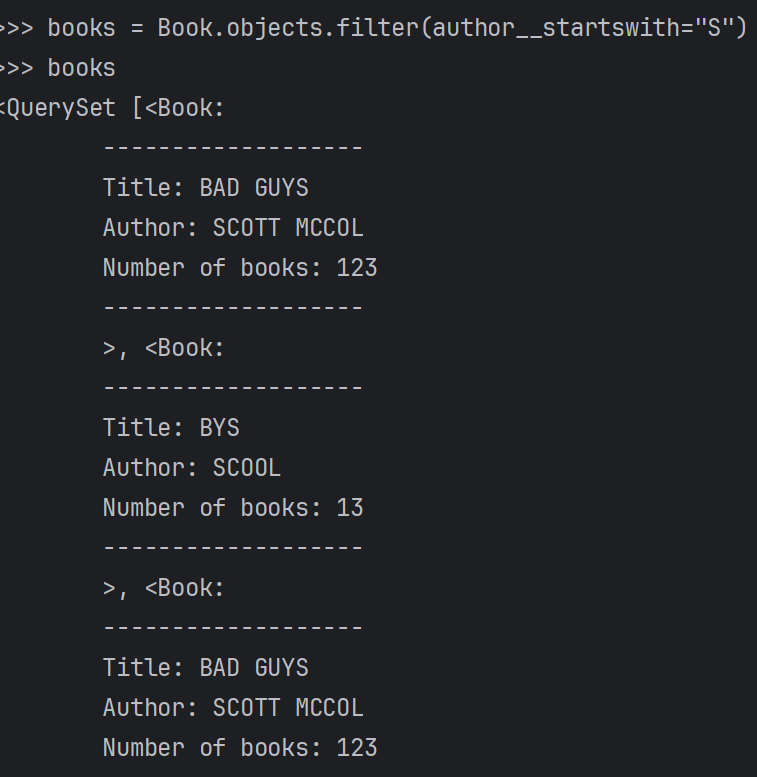 >>> books = Book.objects.filter(author__startswith="S")
>>> books
<QuerySet [<Book:
-------------------
Title: BAD GUYS
Author: SCOTT MCCOL
Number of books: 123
-------------------
>, <Book:
-------------------
Title: BYS
Author: SCOOL
Number of books: 13
-------------------
>, <Book:
-------------------
Title: BAD GUYS
Author: SCOTT MCCOL
Number of books: 123